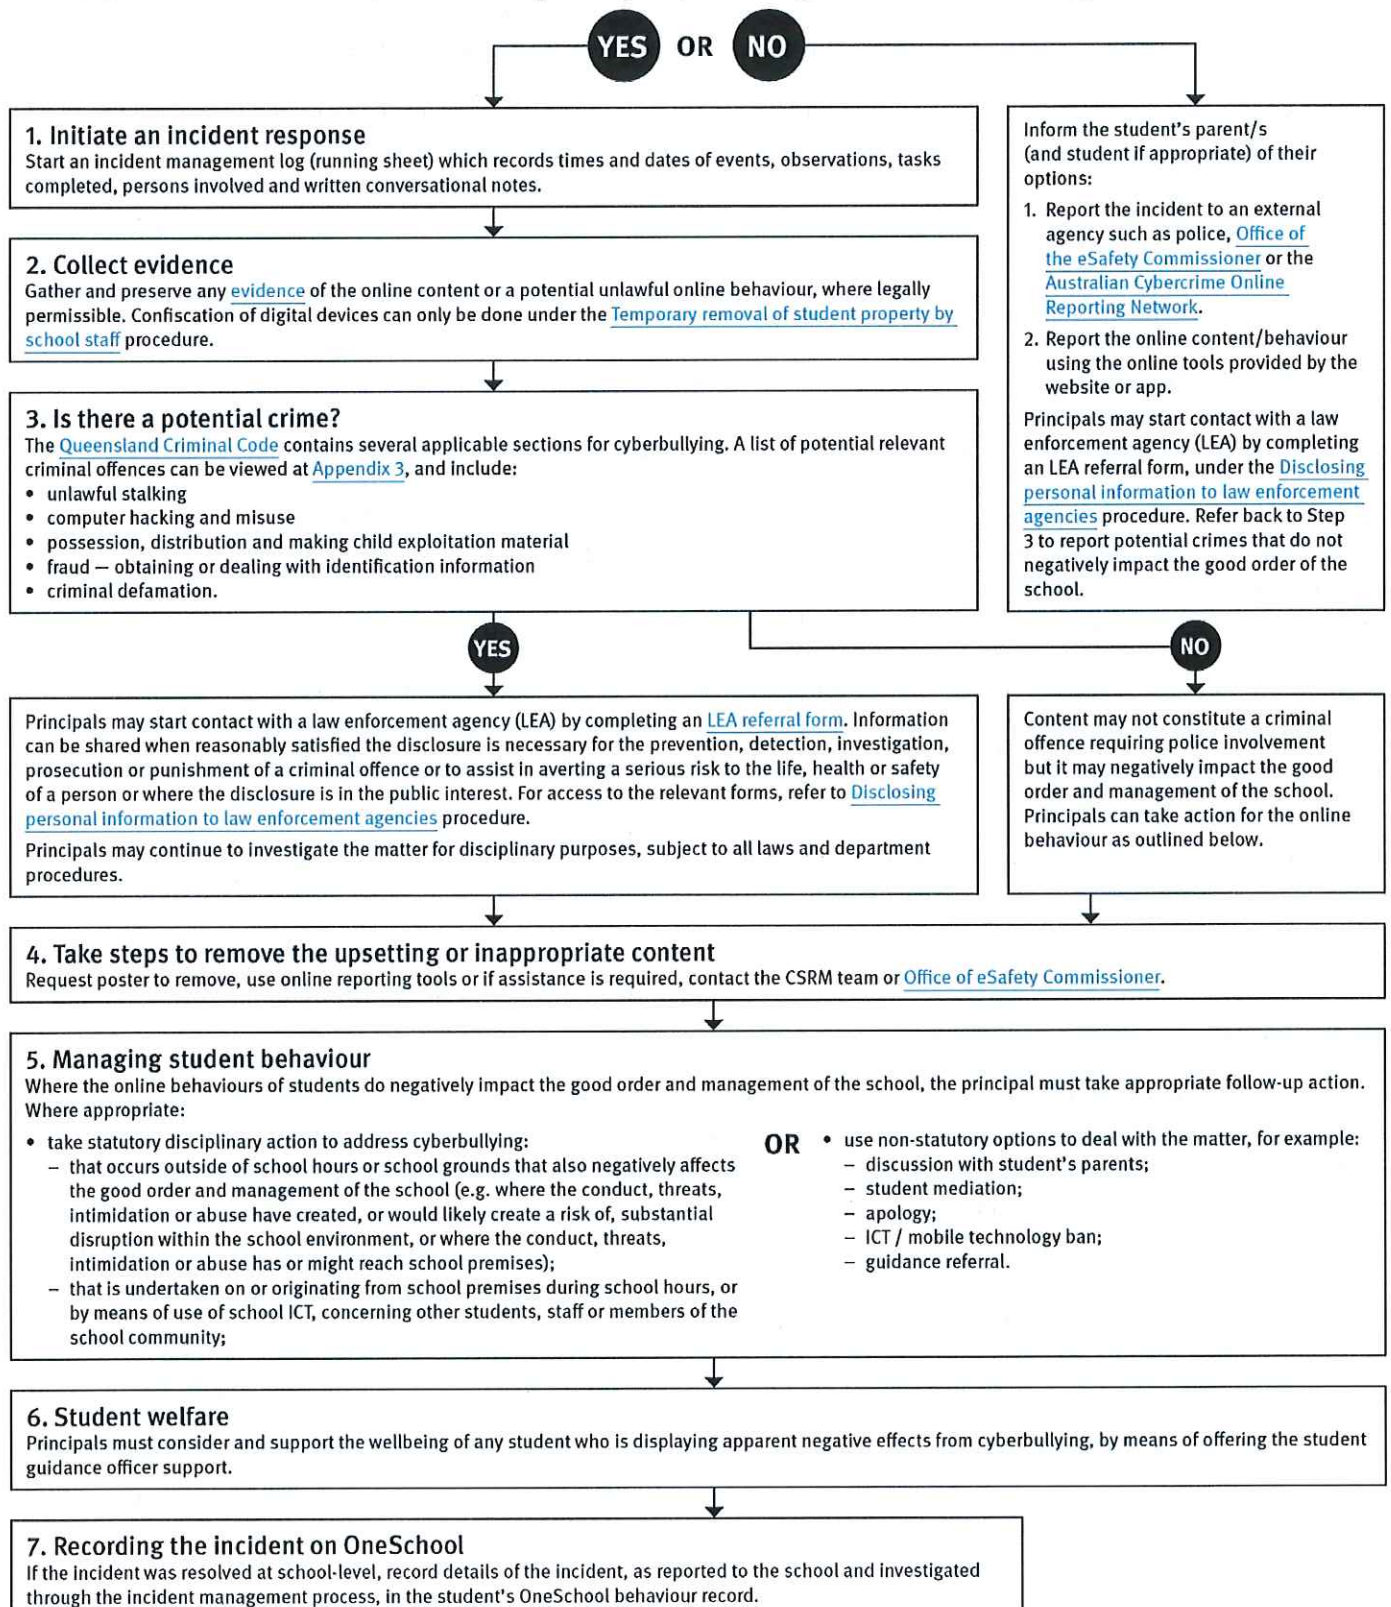 YES OR NO
1. Initiate an incident response
Start an incident management log (running sheet) which records times and dates of events, observations, tasks
completed, persons involved and written conversational notes.
2. Collect evidence
Gather and preserve any evidence of the online content or a potential unlawful online behaviour, where legally
permissible. Confiscation of digital devices can only be done under the Temporary removal of student property by
school staff procedure.
3. Is there a potential crime?
The Queensland Criminal Code contains several applicable sections for cyberbullying. A list of potential relevant
criminal offences can be viewed at Appendix 3, and include:
• unlawful stalking
• computer hacking and misuse
• possession, distribution and making child exploitation material
• fraud – obtaining or dealing with identification information
• criminal defamation.
Inform the student's parent/s
(and student if appropriate) of their
options:
1. Report the incident to an external
agency such as police, Office of
the eSafety Commissioner or the
Australian Cybercrime Online
Reporting Network.
2. Report the online content/behaviour
using the online tools provided by the
website or app.
Principals may start contact with a law
enforcement agency (LEA) by completing
an LEA referral form, under the Disclosing
personal information to law enforcement
agencies procedure. Refer back to Step
3 to report potential crimes that do not
negatively impact the good order of the
school.
YES
NO
Principals may start contact with a law enforcement agency (LEA) by completing an LEA referral form. Information
can be shared when reasonably satisfied the disclosure is necessary for the prevention, detection, investigation,
prosecution or punishment of a criminal offence or to assist in averting a serious risk to the life, health or safety
of a person or where the disclosure is in the public interest. For access to the relevant forms, refer to Disclosing
personal information to law enforcement agencies procedure.
Principals may continue to investigate the matter for disciplinary purposes, subject to all laws and department
procedures.
Content may not constitute a criminal
offence requiring police involvement
but it may negatively impact the good
order and management of the school.
Principals can take action for the online
behaviour as outlined below.
4. Take steps to remove the upsetting or inappropriate content
Request poster to remove, use online reporting tools or if assistance is required, contact the CSRM team or Office of eSafety Commissioner.
5. Managing student behaviour
Where the online behaviours of students do negatively impact the good order and management of the school, the principal must take appropriate follow-up action.
Where appropriate:
• take statutory disciplinary action to address cyberbullying:
– that occurs outside of school hours or school grounds that also negatively affects
the good order and management of the school (e.g. where the conduct, threats,
intimidation or abuse have created, or would likely create a risk of, substantial
disruption within the school environment, or where the conduct, threats,
intimidation or abuse has or might reach school premises);
– that is undertaken on or originating from school premises during school hours, or
by means of use of school ICT, concerning other students, staff or members of the
school community;
OR
• use non-statutory options to deal with the matter, for example:
– discussion with student's parents;
– student mediation;
– apology;
– ICT / mobile technology ban;
– guidance referral.
6. Student welfare
Principals must consider and support the wellbeing of any student who is displaying apparent negative effects from cyberbullying, by means of offering the student
guidance officer support.
7. Recording the incident on OneSchool
If the incident was resolved at school-level, record details of the incident, as reported to the school and investigated
through the incident management process, in the student's OneSchool behaviour record.